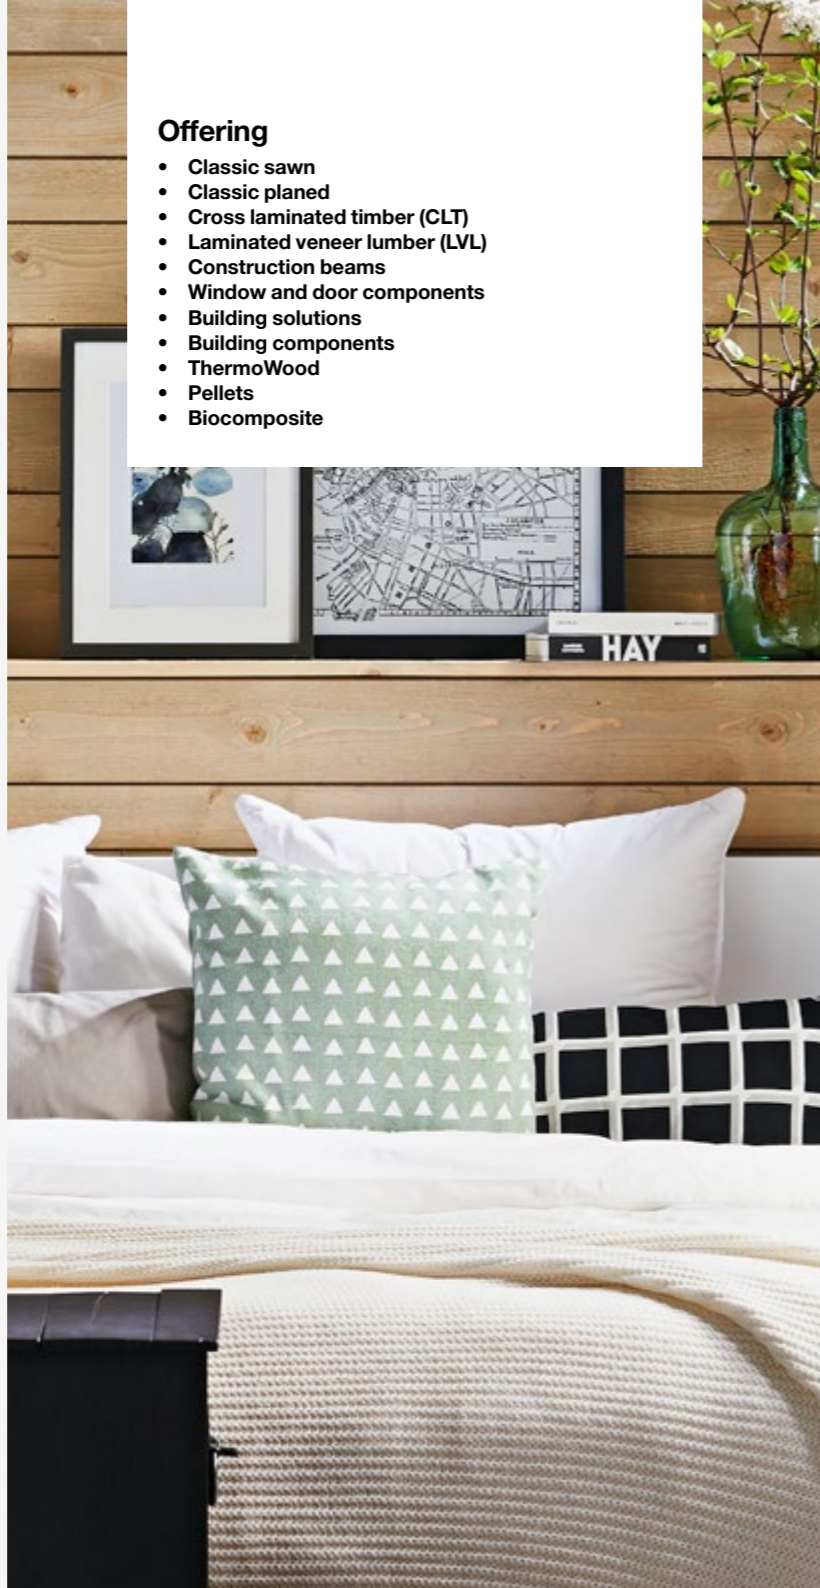 Offering
• Classic sawn
• Classic planed
• Cross laminated timber (CLT)
• Laminated veneer lumber (LVL)
• Construction beams
• Window and door components
• Building solutions
• Building components
• ThermoWood
• Pellets
• Biocomposite
HAY